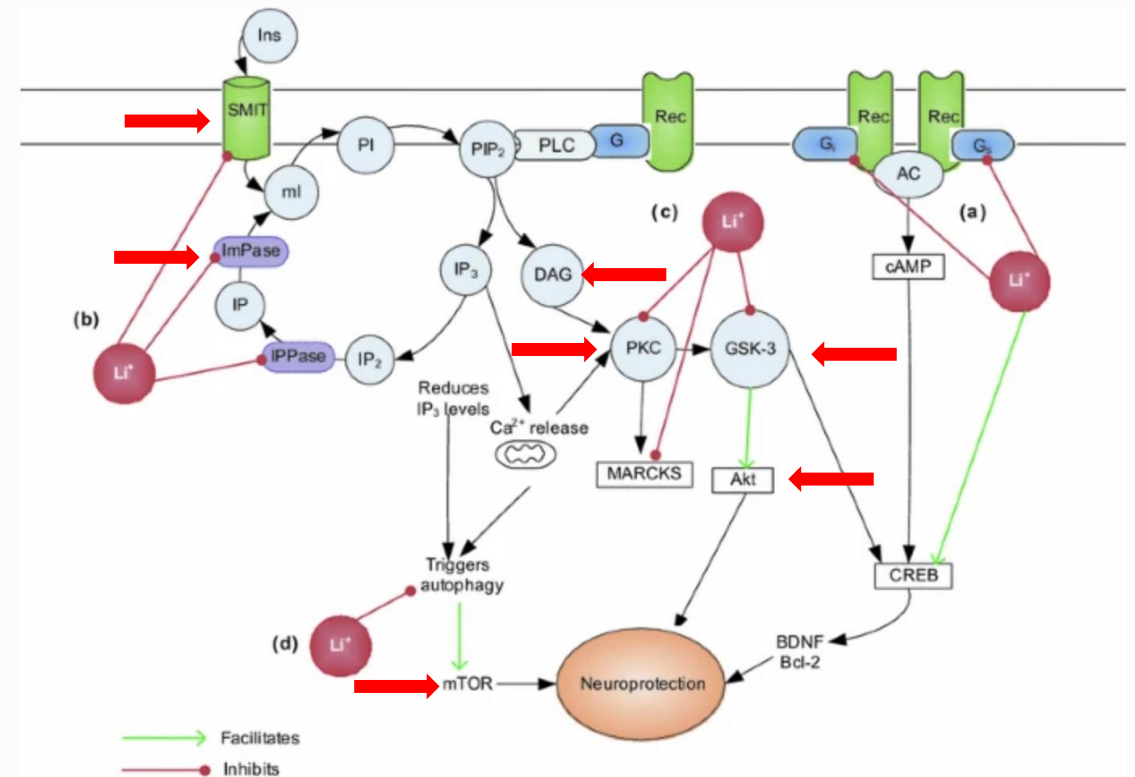 Ins
SMIT
PI
PIP₂
PLC
G
Rec
Rec
Rec
Gᵢ
Gₛ
AC
mI
(c)
Li⁺
(a)
ImPase
IP₃
DAG
cAMP
Li⁺
IP
(b)
PKC
GSK-3
Li⁺
IPPase
IP₂
Reduces
IP₃ levels
Ca²⁺ release
MARCKS
Akt
Triggers
autophagy
CREB
(d)
Li⁺
BDNF
Bcl-2
mTOR
Neuroprotection
Facilitates
Inhibits